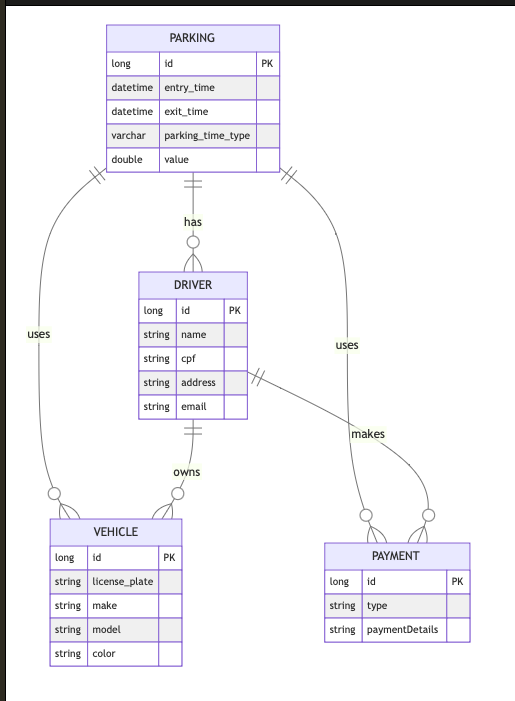 PARKING
long id PK
datetime entry_time
datetime exit_time
varchar parking_time_type
double value
has
DRIVER
long id PK
string name
string cpf
string address
string email
uses
uses
makes
owns
VEHICLE
long id PK
string license_plate
string make
string model
string color
PAYMENT
long id PK
string type
string paymentDetails